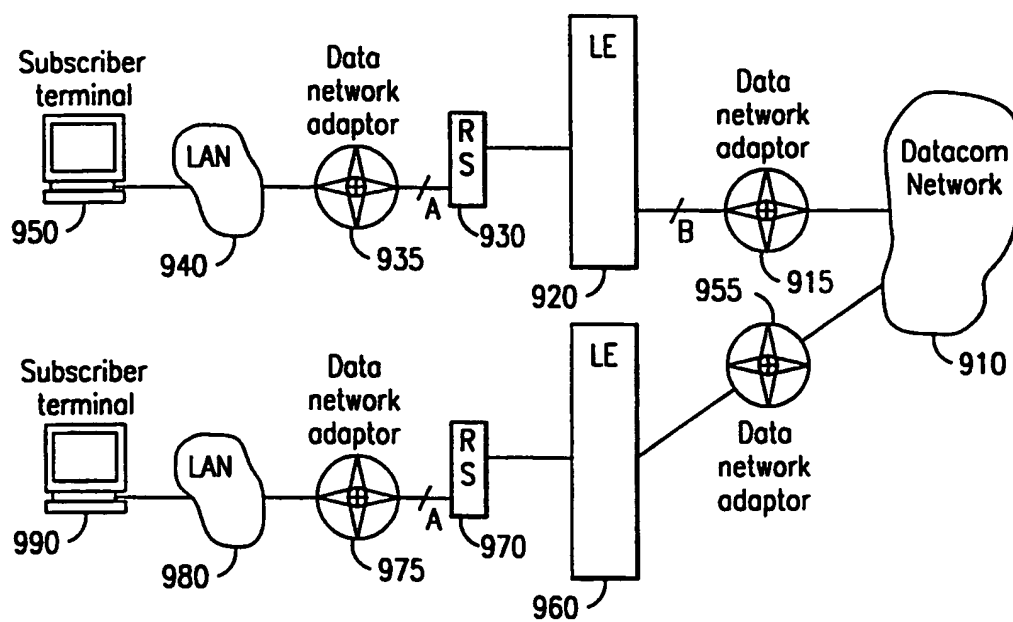 Subscriber
terminal
950
LAN
940
Data
network
adaptor
935
A
R
S
930
LE
920
B
Data
network
adaptor
915
Datacom
Network
910
Subscriber
terminal
990
LAN
980
Data
network
adaptor
975
A
R
S
970
LE
960
955
Data
network
adaptor